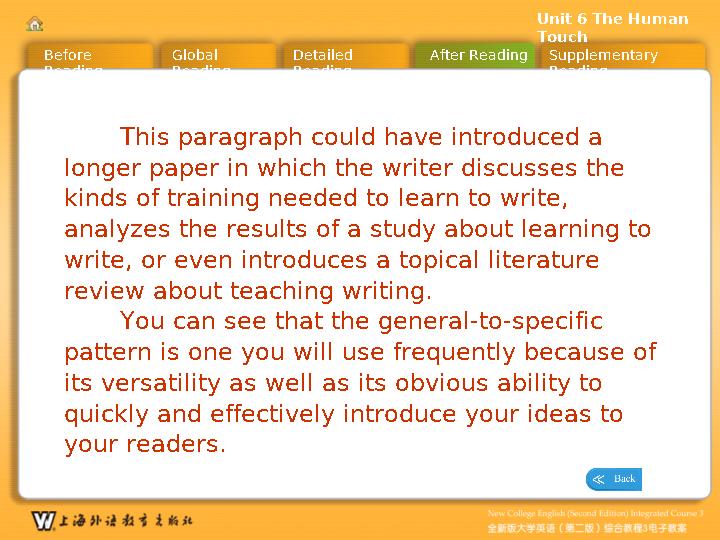 Unit 6 The Human
Touch
Before
Reading
Global
Reading
Detailed
Reading
After Reading
Supplementary
Reading
This paragraph could have introduced a
longer paper in which the writer discusses the
kinds of training needed to learn to write,
analyzes the results of a study about learning to
write, or even introduces a topical literature
review about teaching writing.
You can see that the general-to-specific
pattern is one you will use frequently because of
its versatility as well as its obvious ability to
quickly and effectively introduce your ideas to
your readers.
≪ Back
W 上海外语教育出版社
New College English (Second Edition) Integrated Course 3
全新版大学英语（第二版）综合教程3电子教案